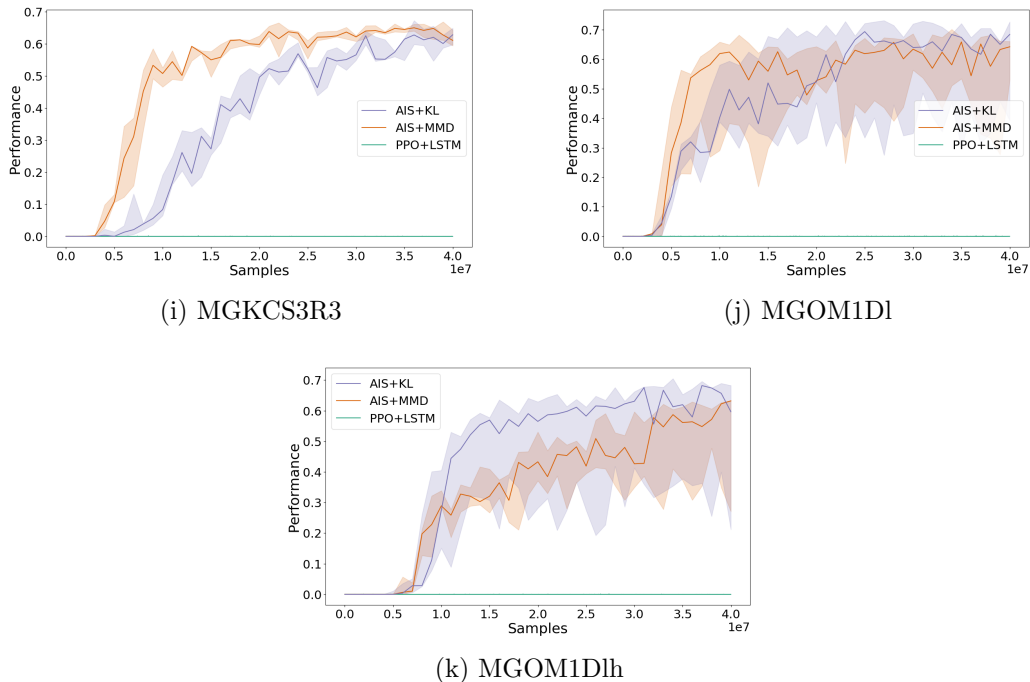 0.7
0.6
0.5
0.4
0.3
0.2
0.1
0.0
Performance
AIS+KL
AIS+MMD
PPO+LSTM
0.0 0.5 1.0 1.5 2.0 2.5 3.0 3.5 4.0
Samples
1e7
(i) MGKCS3R3
0.7
0.6
0.5
0.4
0.3
0.2
0.1
0.0
Performance
AIS+KL
AIS+MMD
PPO+LSTM
0.0 0.5 1.0 1.5 2.0 2.5 3.0 3.5 4.0
Samples
1e7
(j) MGOM1Dl
0.7
0.6
0.5
0.4
0.3
0.2
0.1
0.0
Performance
AIS+KL
AIS+MMD
PPO+LSTM
0.0 0.5 1.0 1.5 2.0 2.5 3.0 3.5 4.0
Samples
1e7
(k) MGOM1Dlh